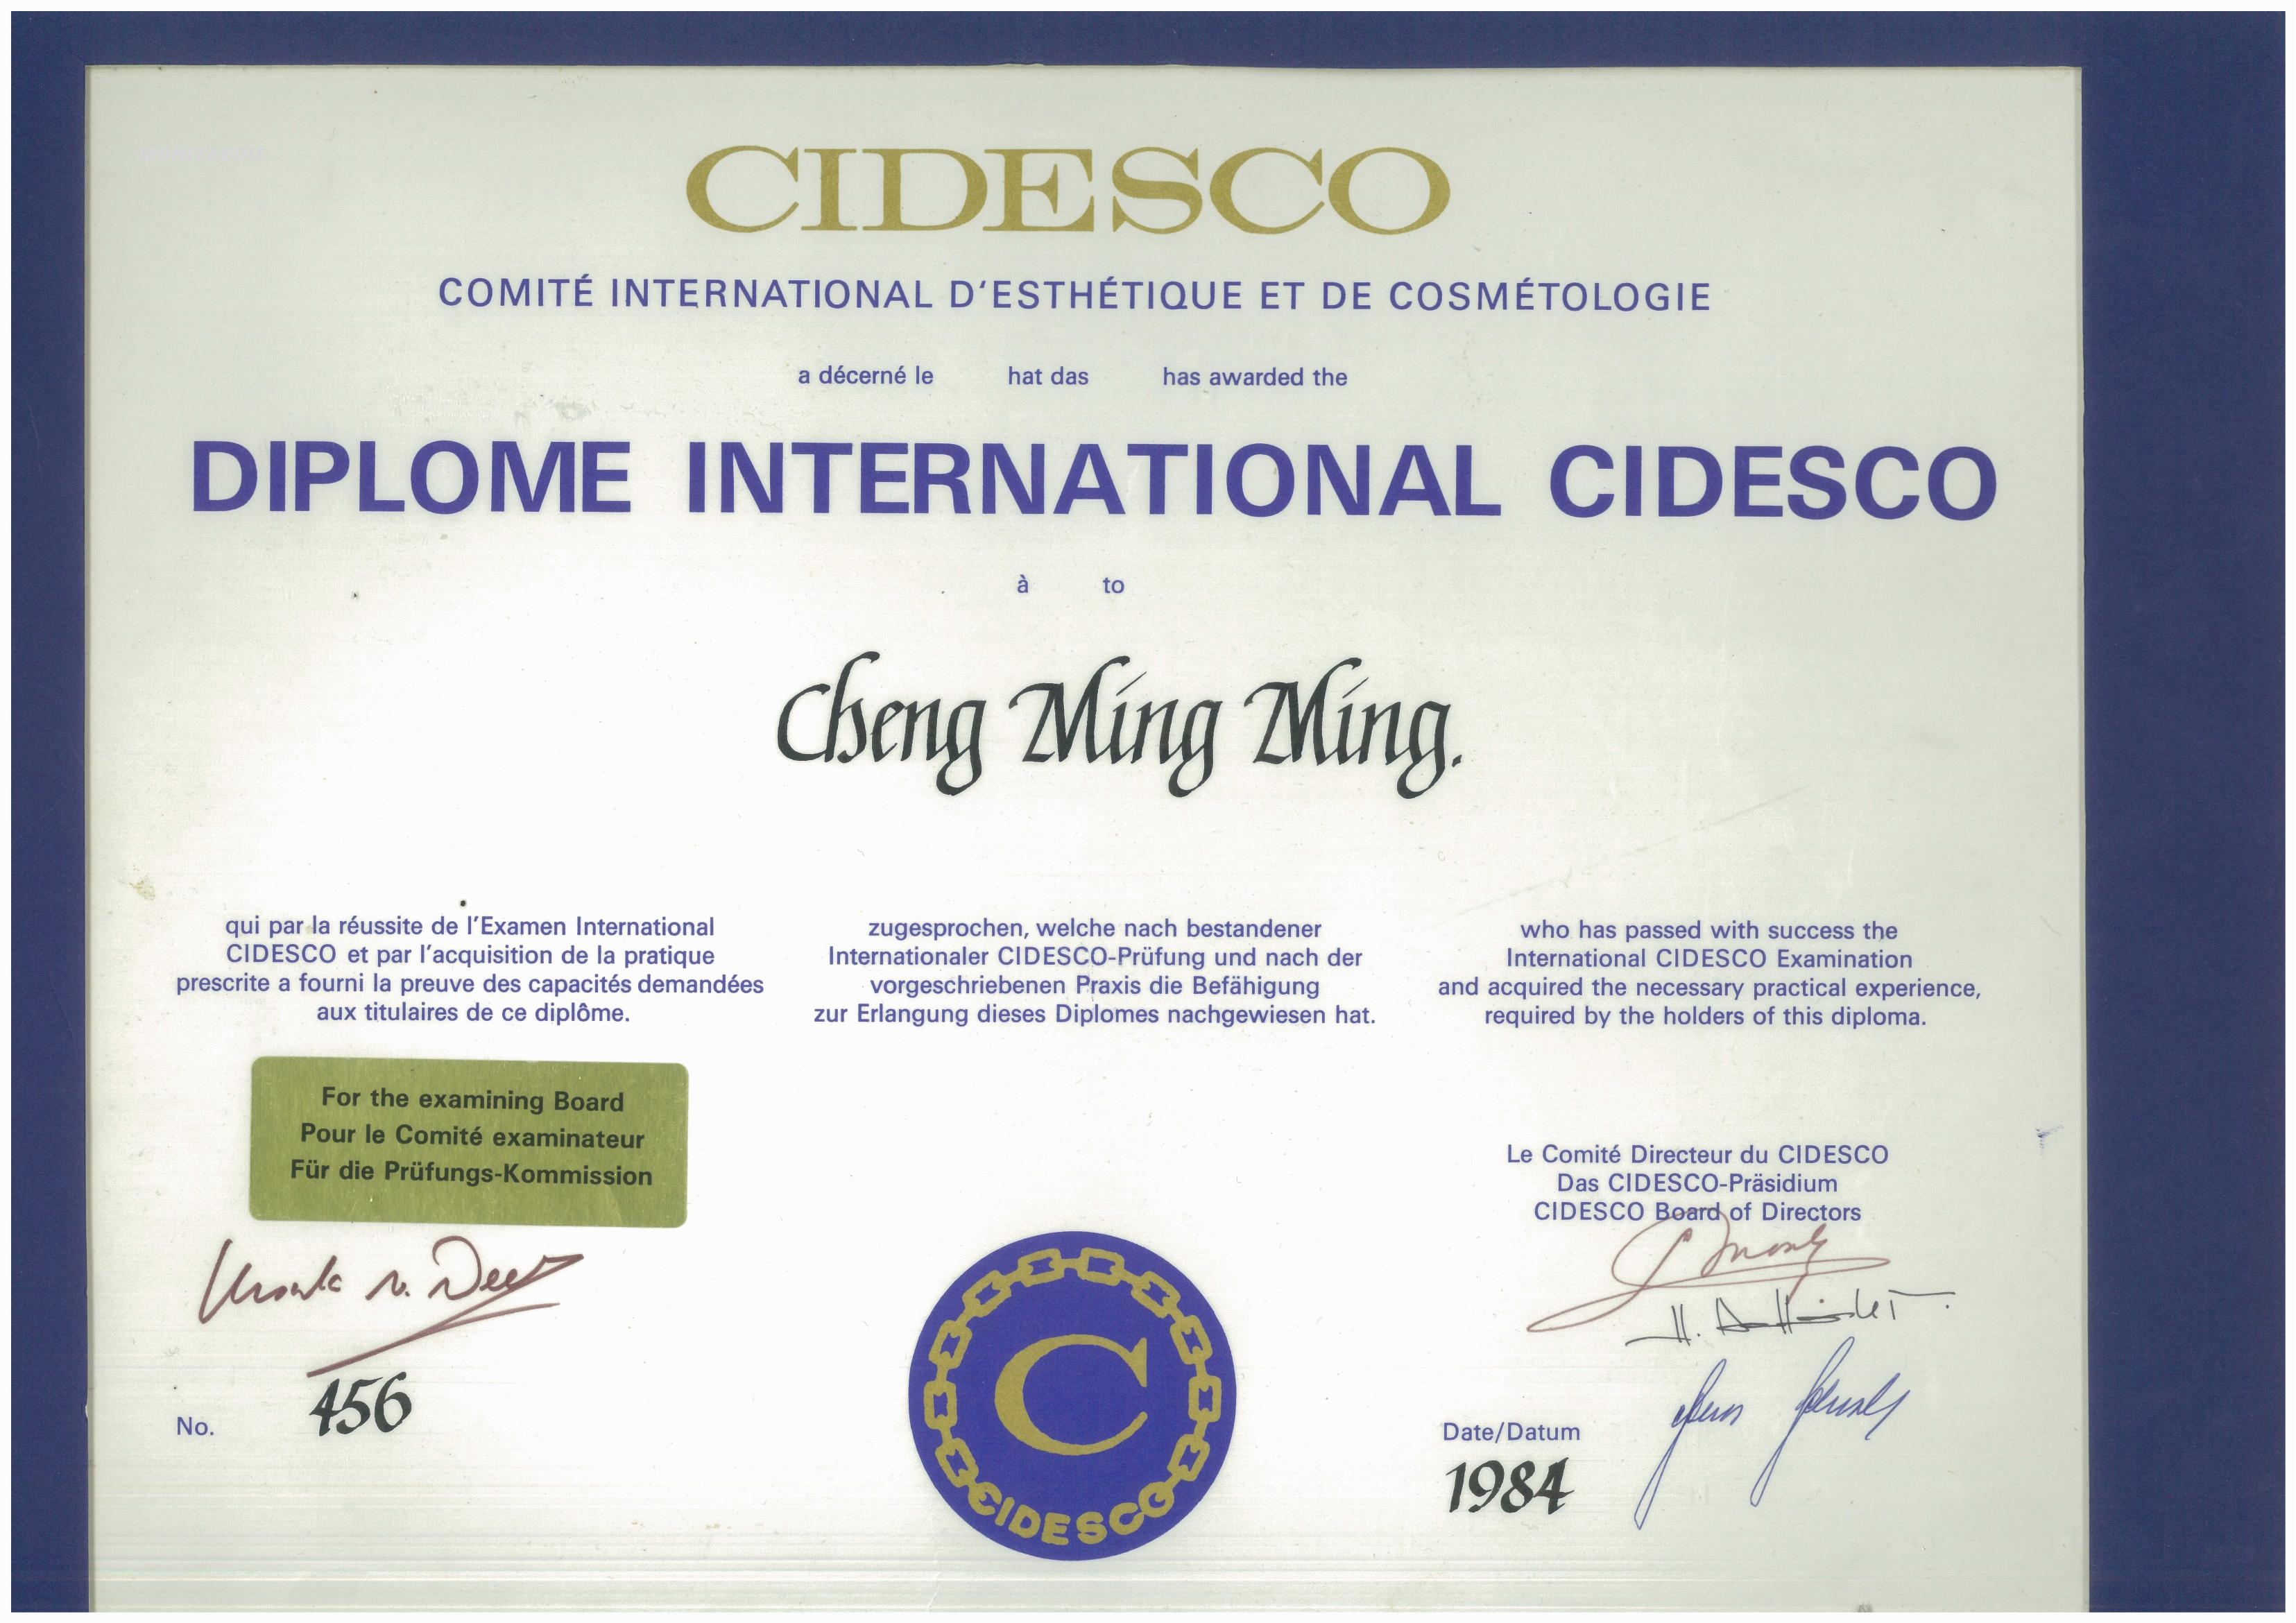 CIDESCO
COMITÉ INTERNATIONAL D'ESTHÉTIQUE ET DE COSMÉTOLOGIE
a décerné le hat das has awarded the
DIPLOME INTERNATIONAL CIDESCO
à to
Cheng Ming Ming.
qui par la réussite de l'Examen International
CIDESCO et par l'acquisition de la pratique
prescrite a fourni la preuve des capacités demandées
aux titulaires de ce diplôme.
zugesprochen, welche nach bestandener
Internationaler CIDESCO-Prüfung und nach der
vorgeschriebenen Praxis die Befähigung
zur Erlangung dieses Diplomes nachgewiesen hat.
who has passed with success the
International CIDESCO Examination
and acquired the necessary practical experience,
required by the holders of this diploma.
For the examining Board
Pour le Comité examinateur
Für die Prüfungs-Kommission
No. 456
C
CIDESCO
Le Comité Directeur du CIDESCO
Das CIDESCO-Präsidium
CIDESCO Board of Directors
Date/Datum
1984